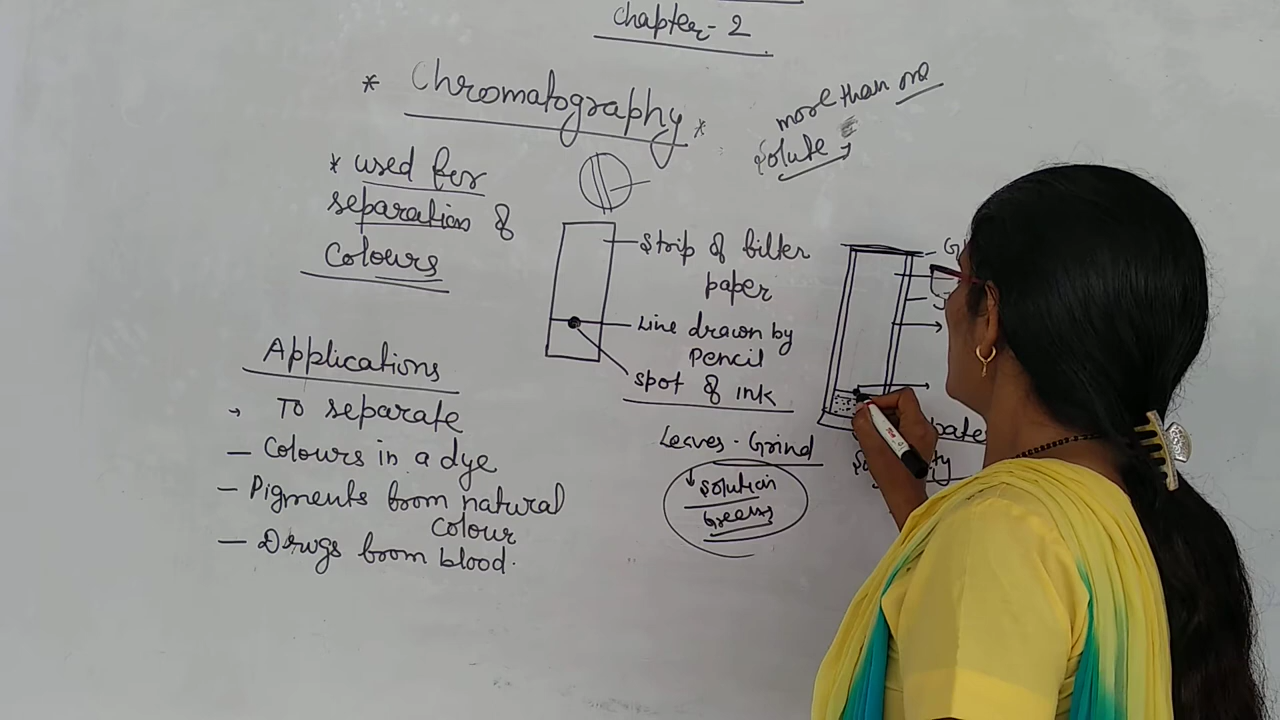 Chapter-2
* Chromatography *
more than one
Solute
* used for
separation of
Colours
Strip of filter
paper
Line drawn by
pencil
spot of ink
Applications
→ To separate
- Colours in a dye
- Pigments from natural
colour
- Drugs from blood.
Leaves - Grind
↓ solution
Green